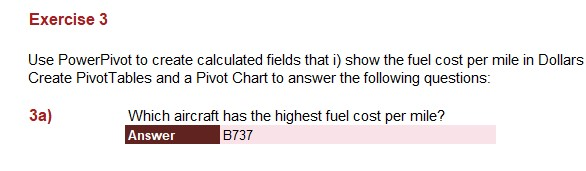 Exercise 3
Use PowerPivot to create calculated fields that i) show the fuel cost per mile in Dollars
Create PivotTables and a Pivot Chart to answer the following questions:
3a) Which aircraft has the highest fuel cost per mile?
Answer B737